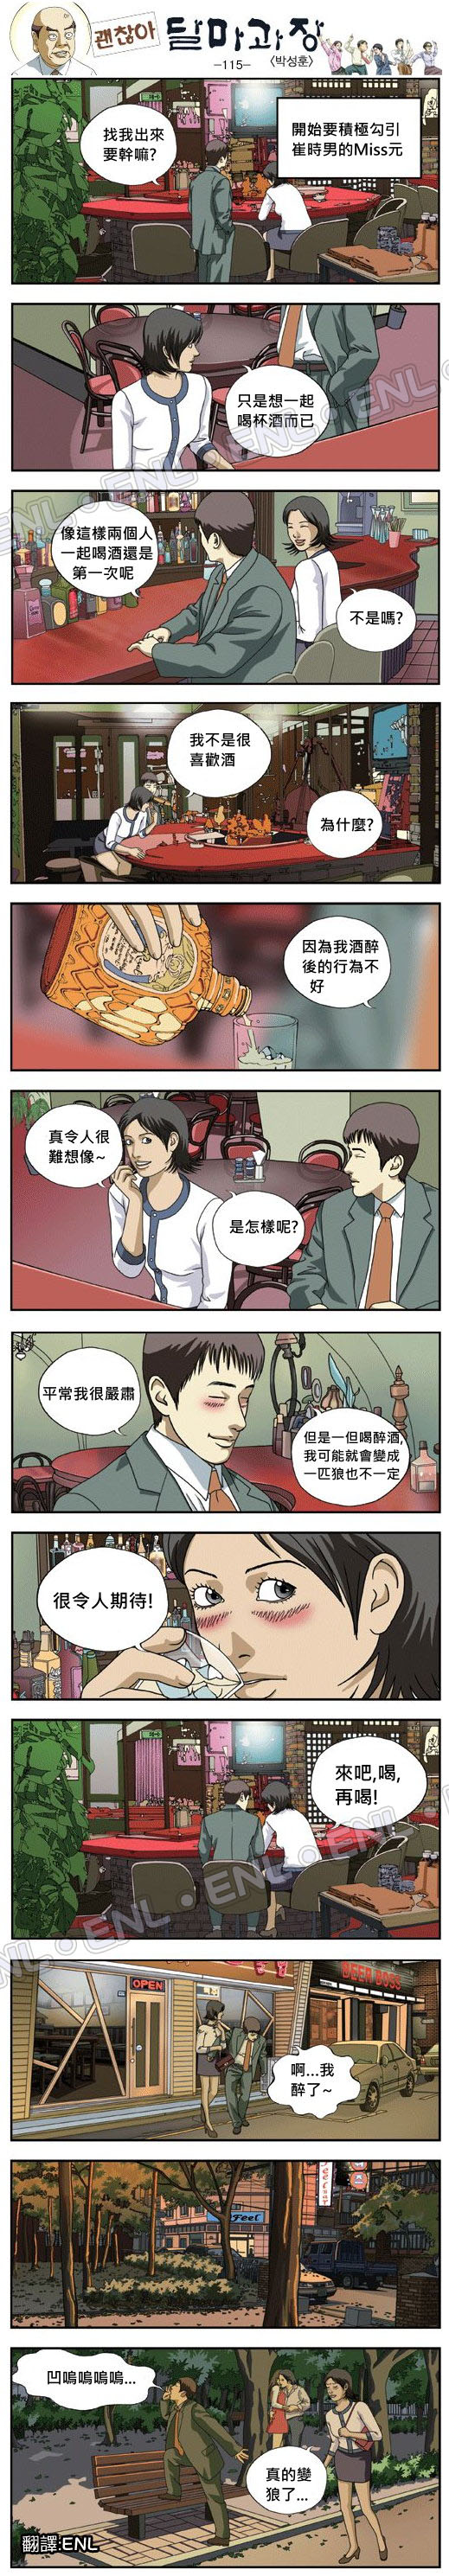 괜찮아
달마과장
-115-
〈박성훈〉
找我出來
要幹嘛?
開始要積極勾引
崔時男的Miss元
只是想一起
喝杯酒而已
ENL
像這樣兩個人
一起喝酒還是
第一次呢
不是嗎?
我不是很
喜歡酒
為什麼?
因為我酒醉
後的行為不
好
真令人很
難想像~
是怎樣呢?
平常我很嚴肅
但是一但喝醉酒,
我可能就會變成
一匹狼也不一定
很令人期待!
來吧,喝,
再喝!
ENL
OPEN
BEER BOSS
啊...我
醉了~
Feel
凹嗚嗚嗚嗚...
真的變
狼了...
翻譯:ENL